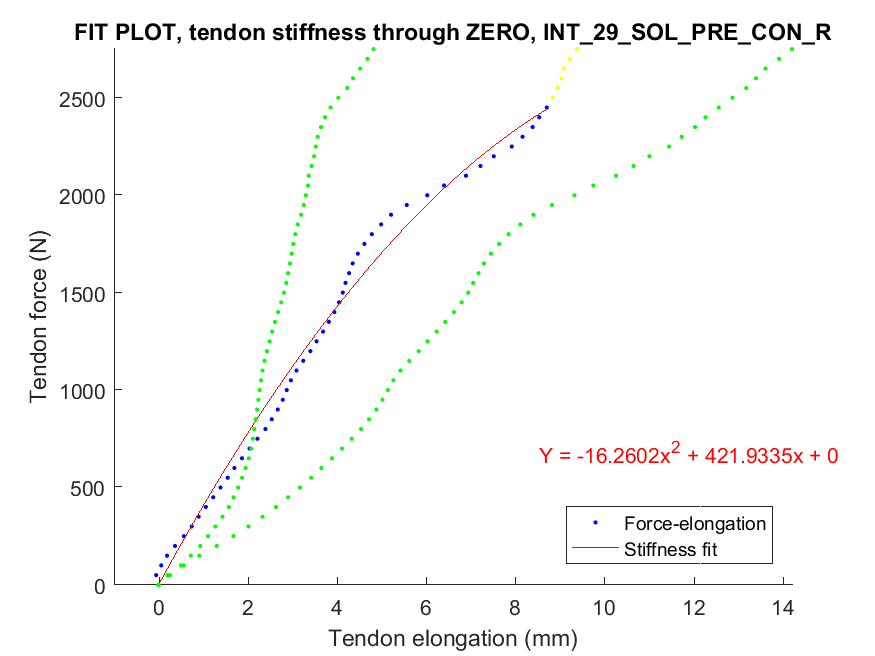 FIT PLOT, tendon stiffness through ZERO, INT_29_SOL_PRE_CON_R
2500
2000
1500
1000
500
0
Tendon force (N)
Y = -16.2602x² + 421.9335x + 0
Force-elongation
Stiffness fit
0 2 4 6 8 10 12 14
Tendon elongation (mm)